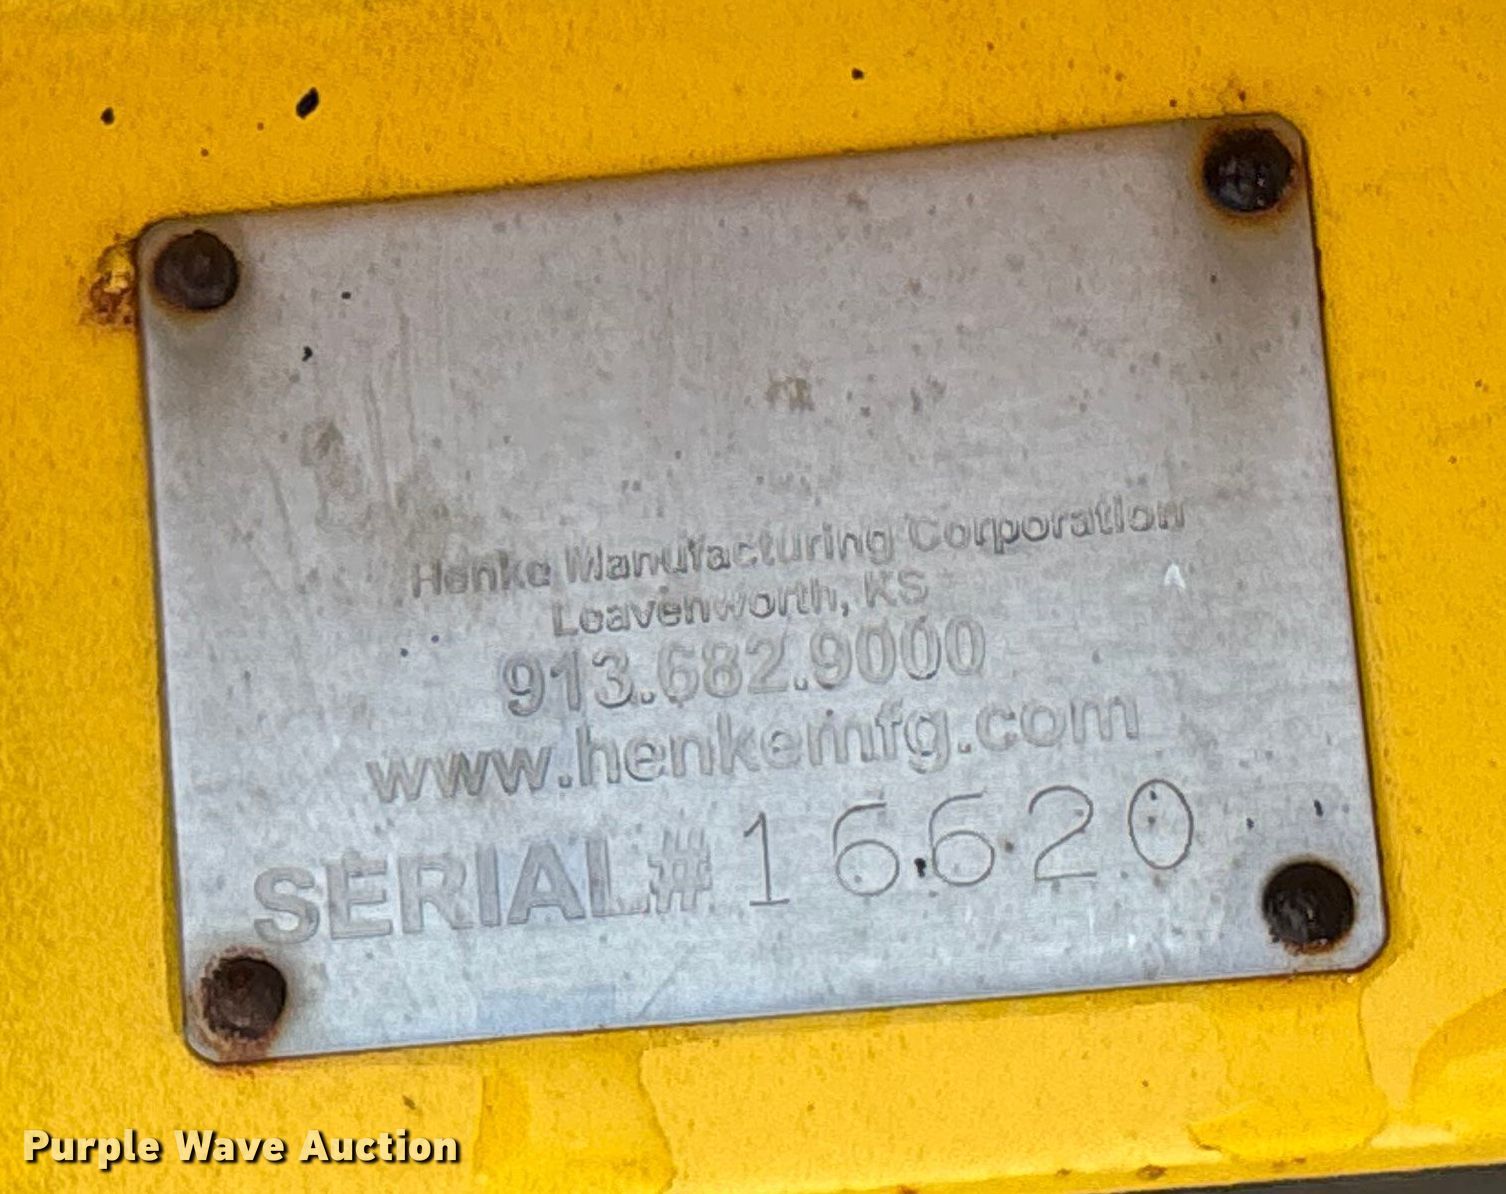 Henke Manufacturing Corporation
Leavenworth, KS
913.682.9000
www.henkemfg.com
SERIAL# 16620
Purple Wave Auction